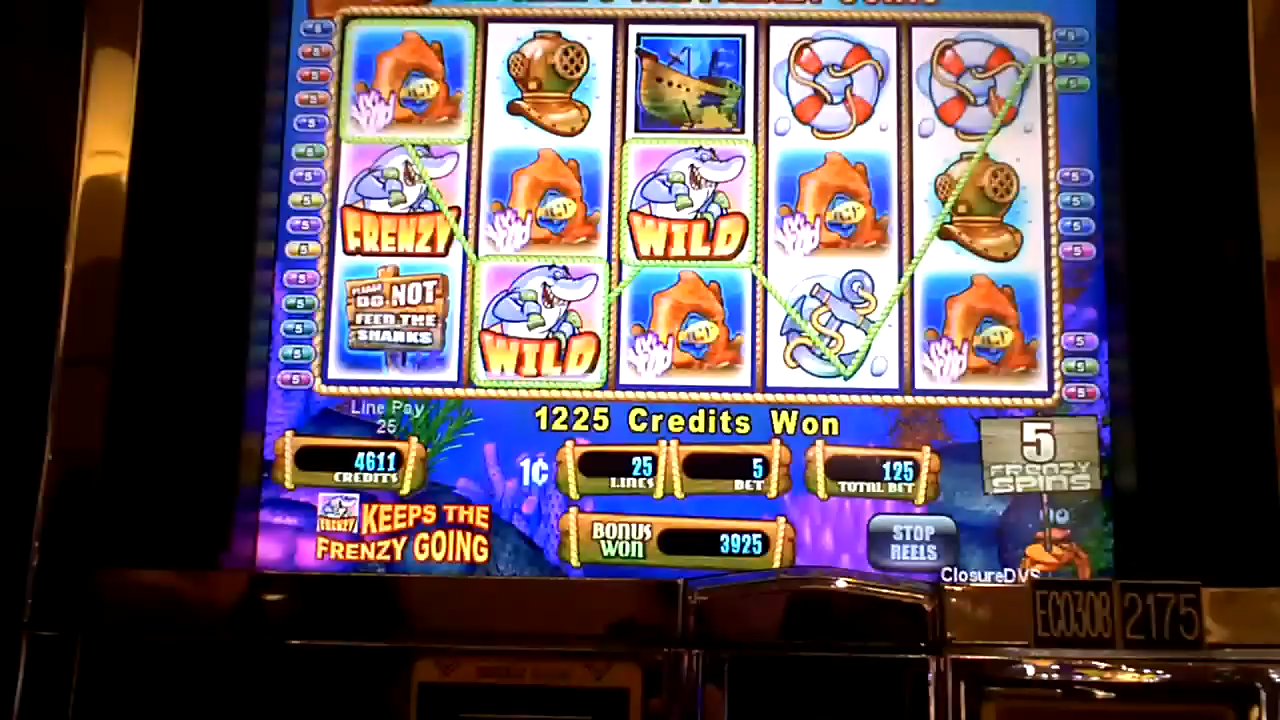 FRENZY
WILD
WILD
PLEASE
DO NOT
FEED THE
SHARKS
Line Pay
25
1225 Credits Won
4611
CREDITS
1¢
25
LINES
5
BET
125
TOTAL BET
5
FRENZY
SPINS
FRENZY KEEPS THE
FRENZY GOING
BONUS
WON
3925
STOP
REELS
ClosureDVS
EC030B 2175